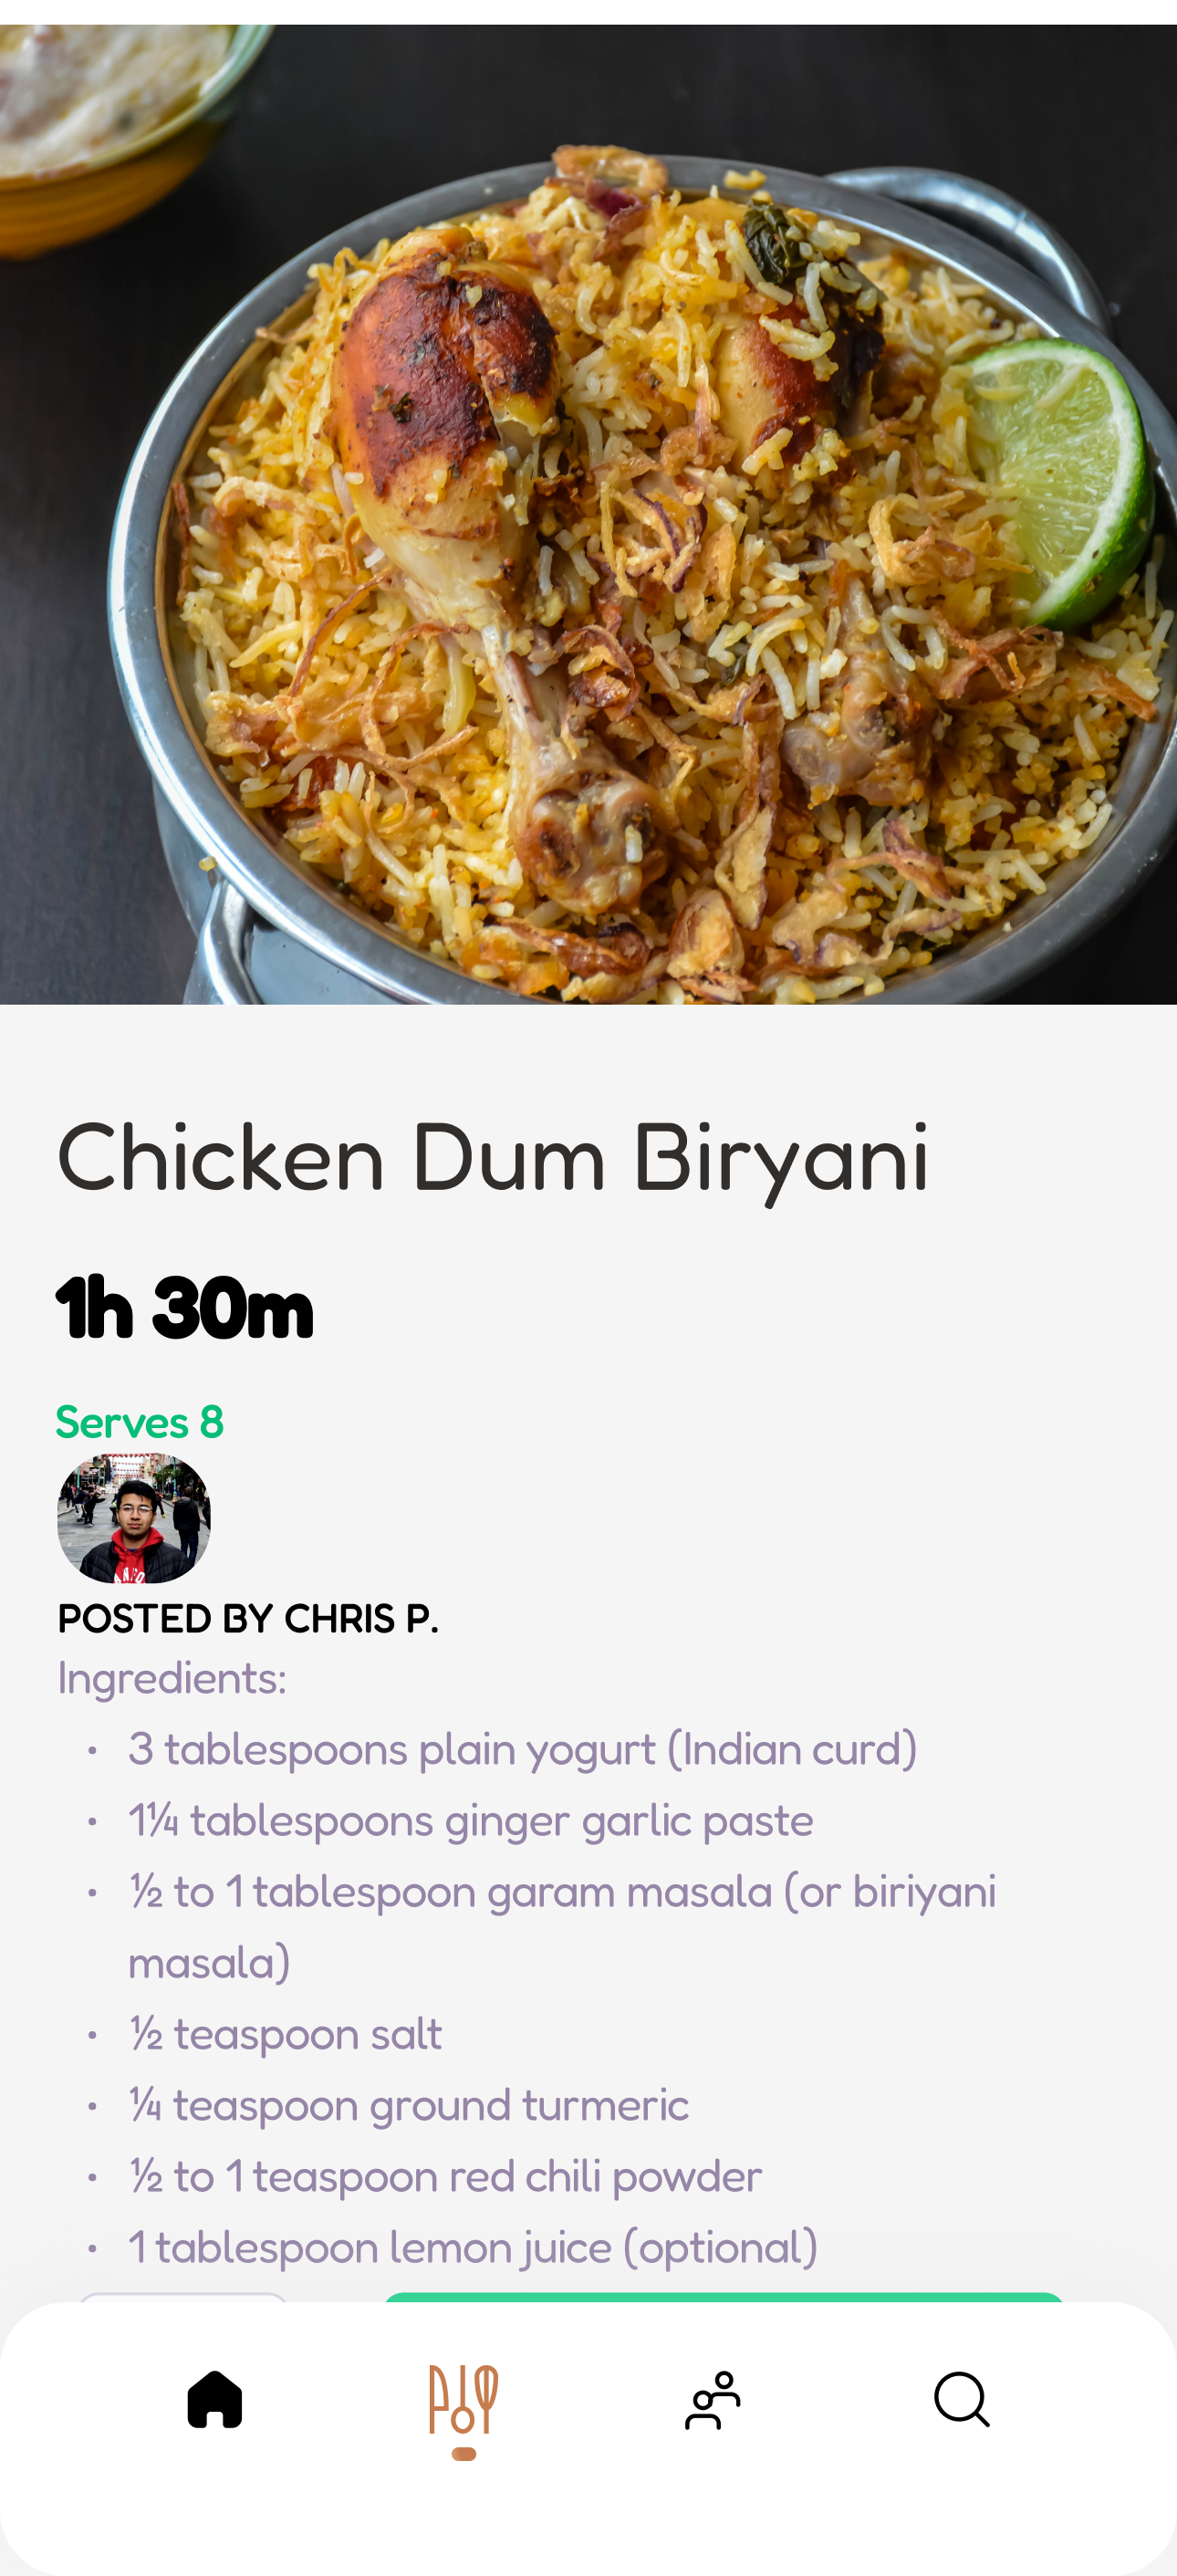 Chicken Dum Biryani
1h 30m
Serves 8
POSTED BY CHRIS P.
Ingredients:
• 3 tablespoons plain yogurt (Indian curd)
• 1¼ tablespoons ginger garlic paste
• ½ to 1 tablespoon garam masala (or biriyani
masala)
• ½ teaspoon salt
• ¼ teaspoon ground turmeric
• ½ to 1 teaspoon red chili powder
• 1 tablespoon lemon juice (optional)